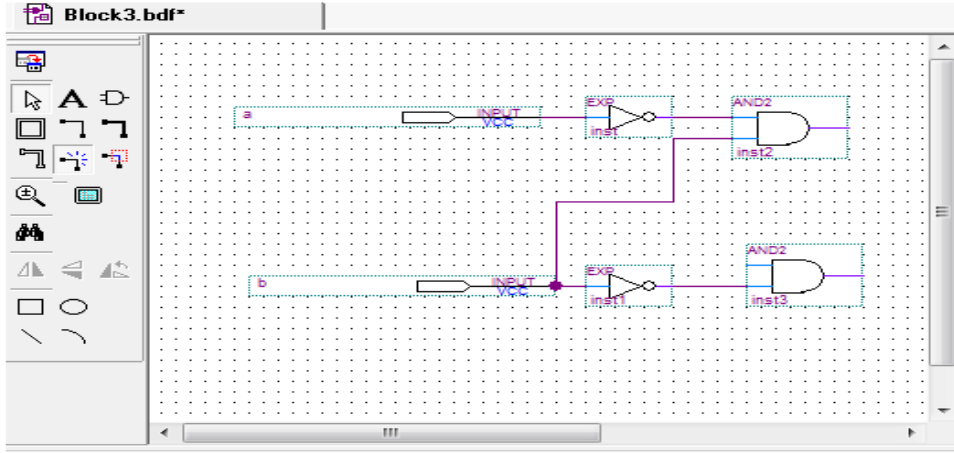 Block3.bdf*
a
INPUT
VCC
EXP
inst
AND2
inst2
b
INPUT
VCC
EXP
inst1
AND2
inst3